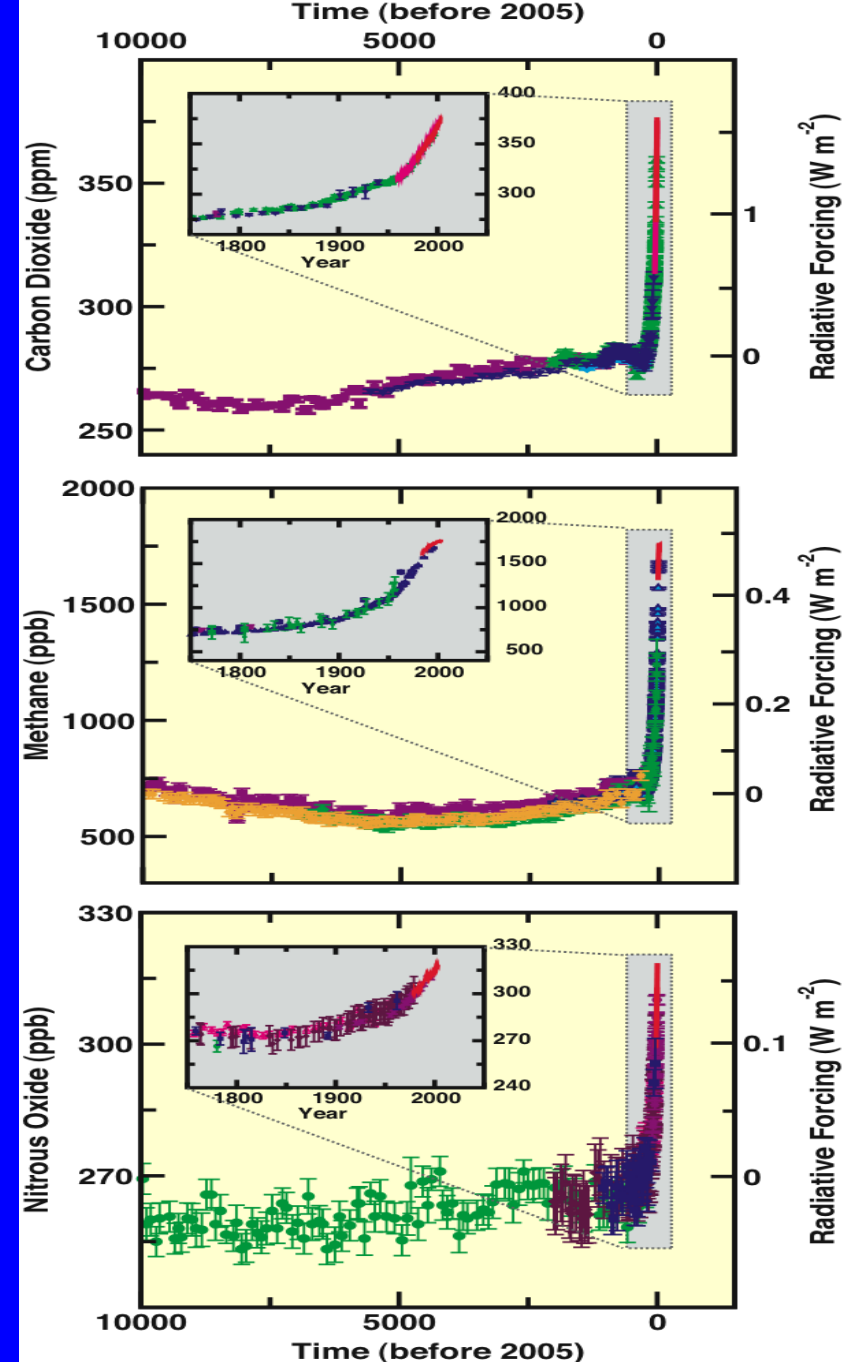 Time (before 2005)
10000 5000 0
Carbon Dioxide (ppm)
350
300
250
400
350
300
1800 1900 2000
Year
1
0
Radiative Forcing (W m-2)
Methane (ppb)
2000
1500
1000
500
2000
1500
1000
500
1800 1900 2000
Year
0.4
0.2
0
Radiative Forcing (W m-2)
Nitrous Oxide (ppb)
330
300
270
330
300
270
240
1800 1900 2000
Year
0.1
0
Radiative Forcing (W m-2)
10000 5000 0
Time (before 2005)